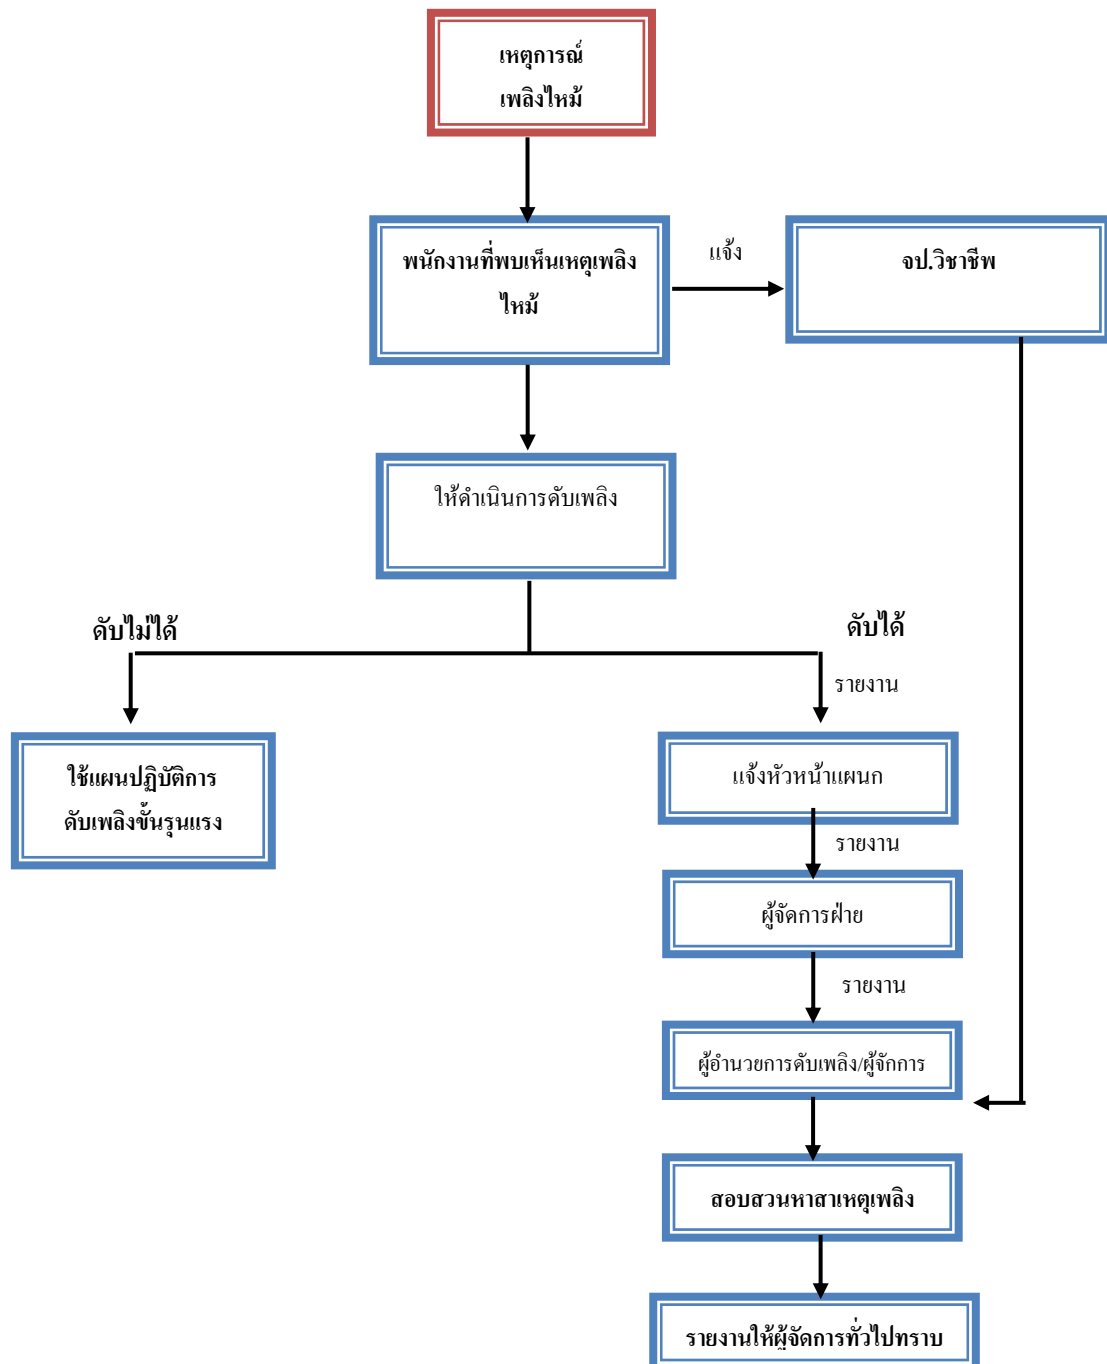 เหตุการณ์
เพลิงไหม้
พนักงานที่พบเห็นเหตุเพลิง
ไหม้
แจ้ง
จป.วิชาชีพ
ให้ดำเนินการดับเพลิง
ดับไม่ได้
ดับได้
รายงาน
ใช้แผนปฏิบัติการ
ดับเพลิงขั้นรุนแรง
แจ้งหัวหน้าแผนก
รายงาน
ผู้จัดการฝ่าย
รายงาน
ผู้อำนวยการดับเพลิง/ผู้จักการ
สอบสวนหาสาเหตุเพลิง
รายงานให้ผู้จัดการทั่วไปทราบ